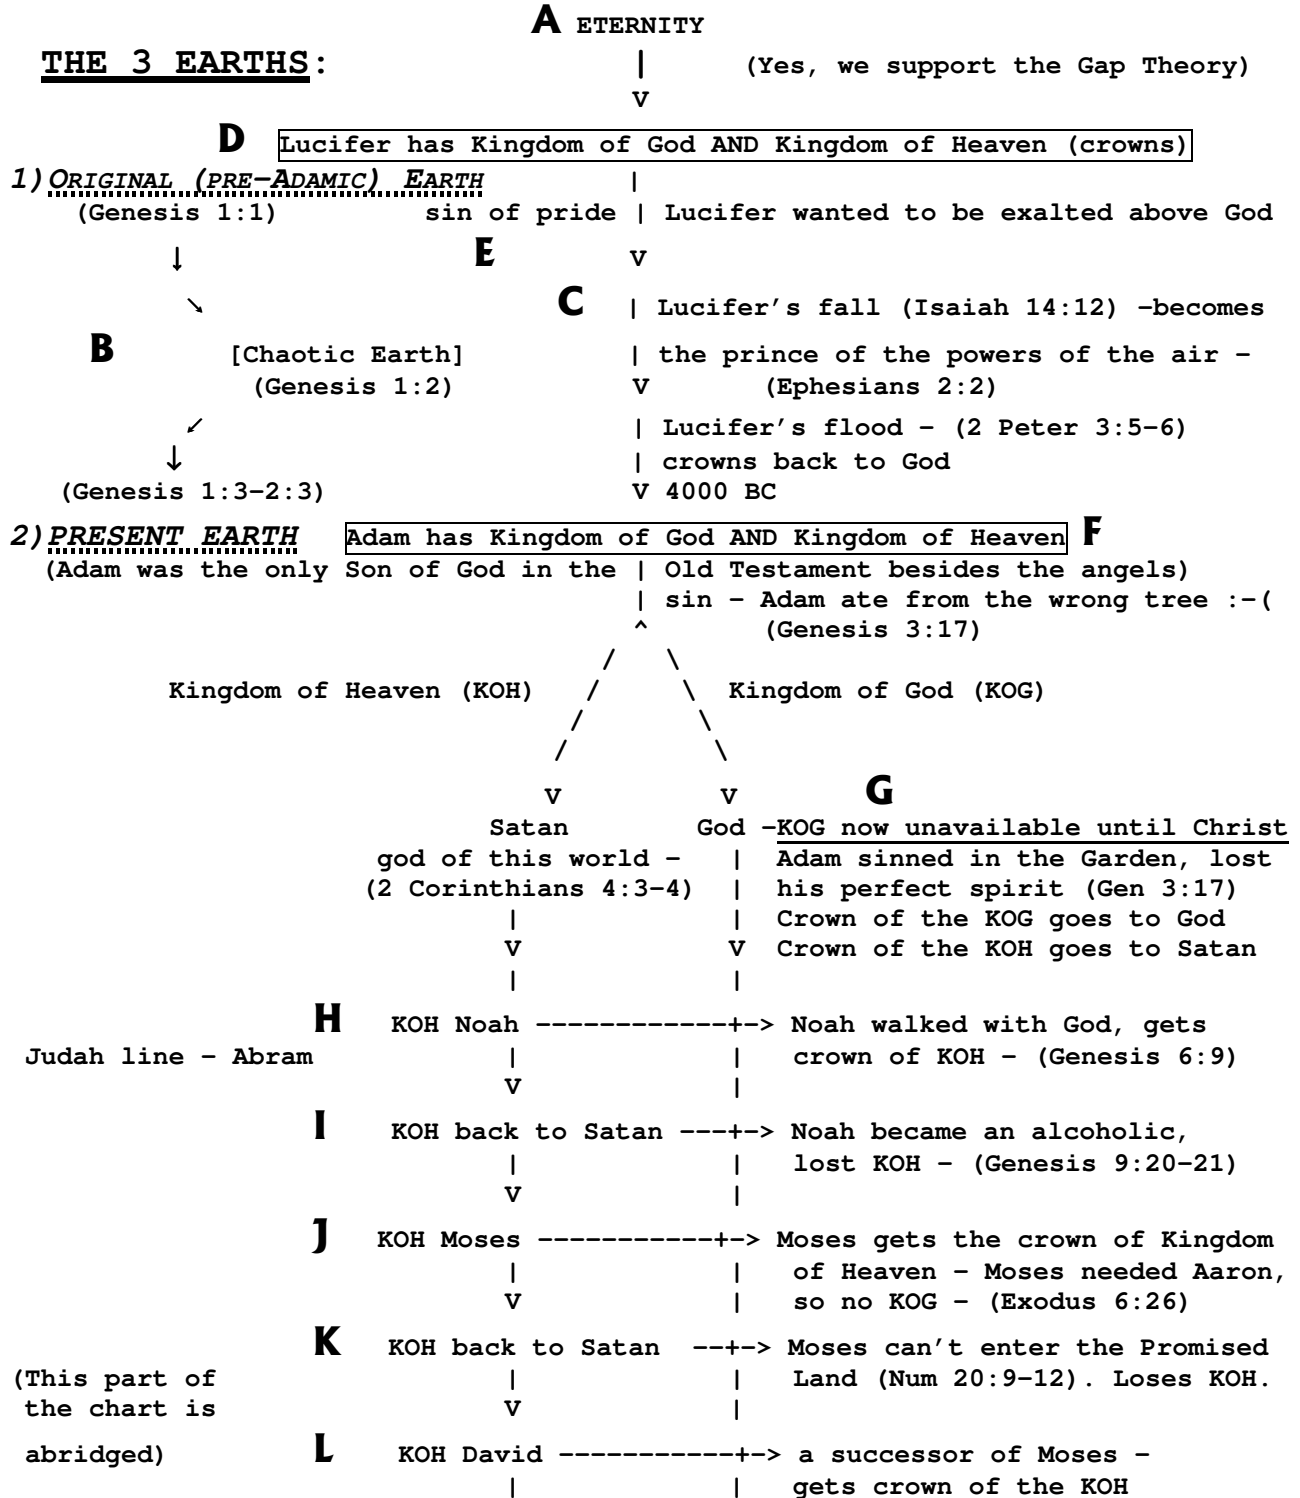 A ETERNITY
THE 3 EARTHS: | (Yes, we support the Gap Theory)
V
D Lucifer has Kingdom of God AND Kingdom of Heaven (crowns)
1) ORIGINAL (PRE-ADAMIC) EARTH |
(Genesis 1:1) sin of pride | Lucifer wanted to be exalted above God
↓ E V
↘ C | Lucifer's fall (Isaiah 14:12) -becomes
B [Chaotic Earth] | the prince of the powers of the air -
(Genesis 1:2) V (Ephesians 2:2)
↙ | Lucifer's flood - (2 Peter 3:5-6)
↓ | crowns back to God
(Genesis 1:3-2:3) V 4000 BC
2) PRESENT EARTH Adam has Kingdom of God AND Kingdom of Heaven F
(Adam was the only Son of God in the | Old Testament besides the angels)
| sin - Adam ate from the wrong tree :-(
^ (Genesis 3:17)
/ \
Kingdom of Heaven (KOH) / \ Kingdom of God (KOG)
/ \
/ \
V V G
Satan God -KOG now unavailable until Christ
god of this world - | Adam sinned in the Garden, lost
(2 Corinthians 4:3-4) | his perfect spirit (Gen 3:17)
| | Crown of the KOG goes to God
V V Crown of the KOH goes to Satan
| |
H KOH Noah ------------+-> Noah walked with God, gets
Judah line - Abram | | crown of KOH - (Genesis 6:9)
V |
I KOH back to Satan ---+-> Noah became an alcoholic,
| | lost KOH - (Genesis 9:20-21)
V |
J KOH Moses -----------+-> Moses gets the crown of Kingdom
| | of Heaven - Moses needed Aaron,
V | so no KOG - (Exodus 6:26)
K KOH back to Satan --+-> Moses can't enter the Promised
(This part of | | Land (Num 20:9-12). Loses KOH.
the chart is V |
abridged) L KOH David -----------+-> a successor of Moses -
| | gets crown of the KOH